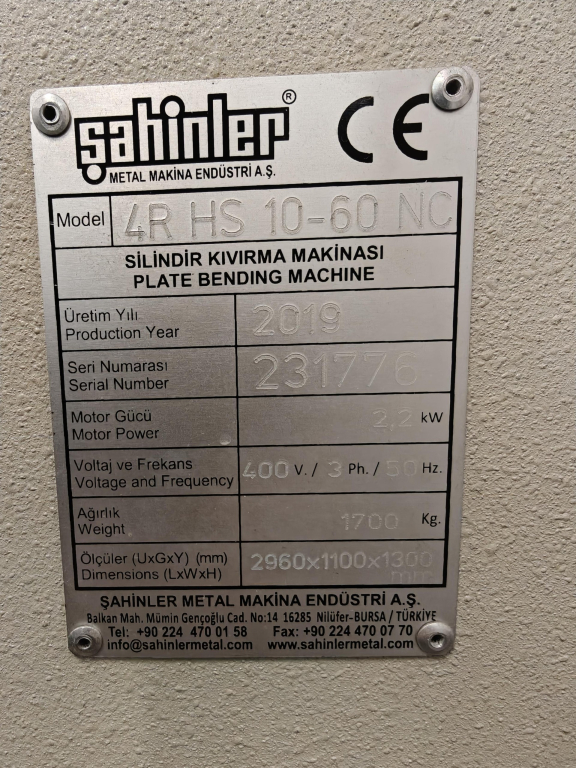 şahinler®
METAL MAKİNA ENDÜSTRİ A.Ş.
CE
Model 4R HS 10-60 NC
SİLİNDİR KIVIRMA MAKİNASI
PLATE BENDING MACHINE
Üretim Yılı
Production Year
2019
Seri Numarası
Serial Number
231776
Motor Gücü
Motor Power
2,2 kW
Voltaj ve Frekans
Voltage and Frequency
400 V. / 3 Ph. / 50 Hz.
Ağırlık
Weight
1700 Kg.
Ölçüler (UxGxY) (mm)
Dimensions (LxWxH)
2960x1100x1300
mm
ŞAHİNLER METAL MAKİNA ENDÜSTRİ A.Ş.
Balkan Mah. Mümin Gençoğlu Cad. No:14 16285 Nilüfer-BURSA / TÜRKİYE
Tel: +90 224 470 01 58 Fax: +90 224 470 07 70
info@sahinlermetal.com www.sahinlermetal.com